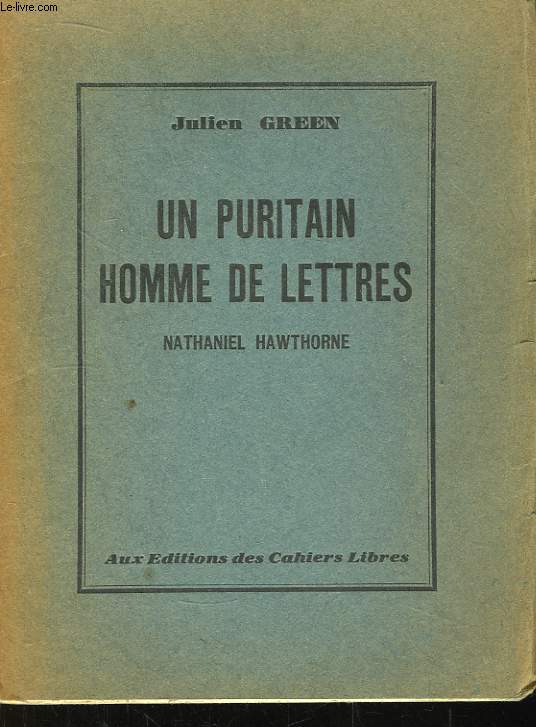 Le-livre.com
Julien GREEN
UN PURITAIN
HOMME DE LETTRES
NATHANIEL HAWTHORNE
Aux Editions des Cahiers Libres